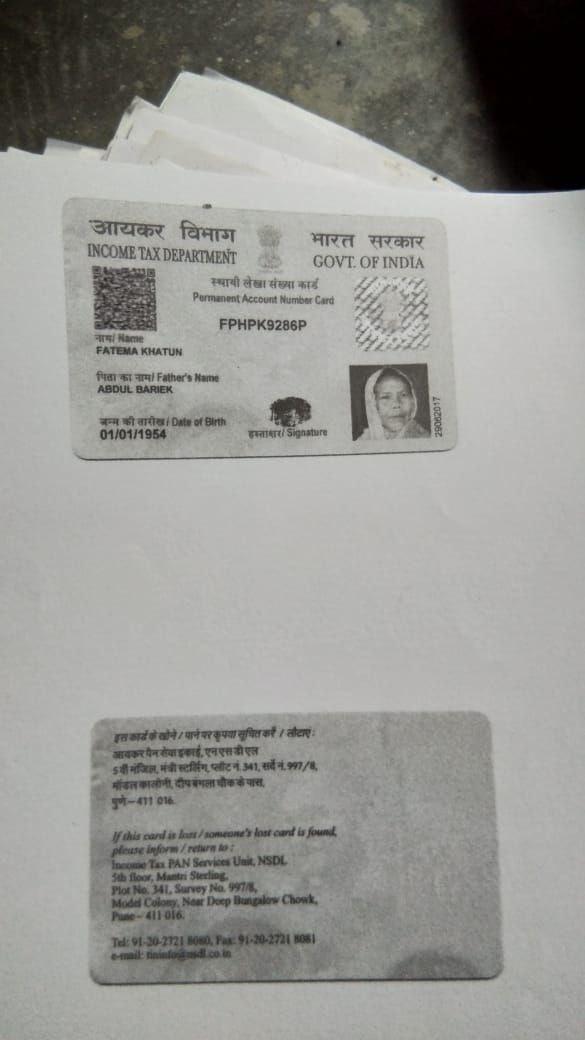 आयकर विभाग
INCOME TAX DEPARTMENT
भारत सरकार
GOVT. OF INDIA
स्थायी लेखा संख्या कार्ड
Permanent Account Number Card
FPHPK9286P
नाम/ Name
FATEMA KHATUN
पिता का नाम/ Father's Name
ABDUL BARIEK
जन्म की तारीख/ Date of Birth
01/01/1954
हस्ताक्षर/ Signature
29062017
इस कार्ड के खोने / पाने पर कृपया सूचित करें / लौटाएं :
आयकर पैन सेवा इकाई, एन एस डी एल
5 वीं मंजिल, मंत्री स्टर्लिंग, प्लॉट नं. 341, सर्वे नं. 997/8,
मॉडल कालोनी, दीप बंगला चौक के पास,
पुणे – 411 016.
If this card is lost / someone's lost card is found,
please inform / return to :
Income Tax PAN Services Unit, NSDL
5th floor, Mantri Sterling,
Plot No. 341, Survey No. 997/8,
Model Colony, Near Deep Bungalow Chowk,
Pune – 411 016.
Tel: 91-20-2721 8080, Fax: 91-20-2721 8081
e-mail: tininfo@nsdl.co.in